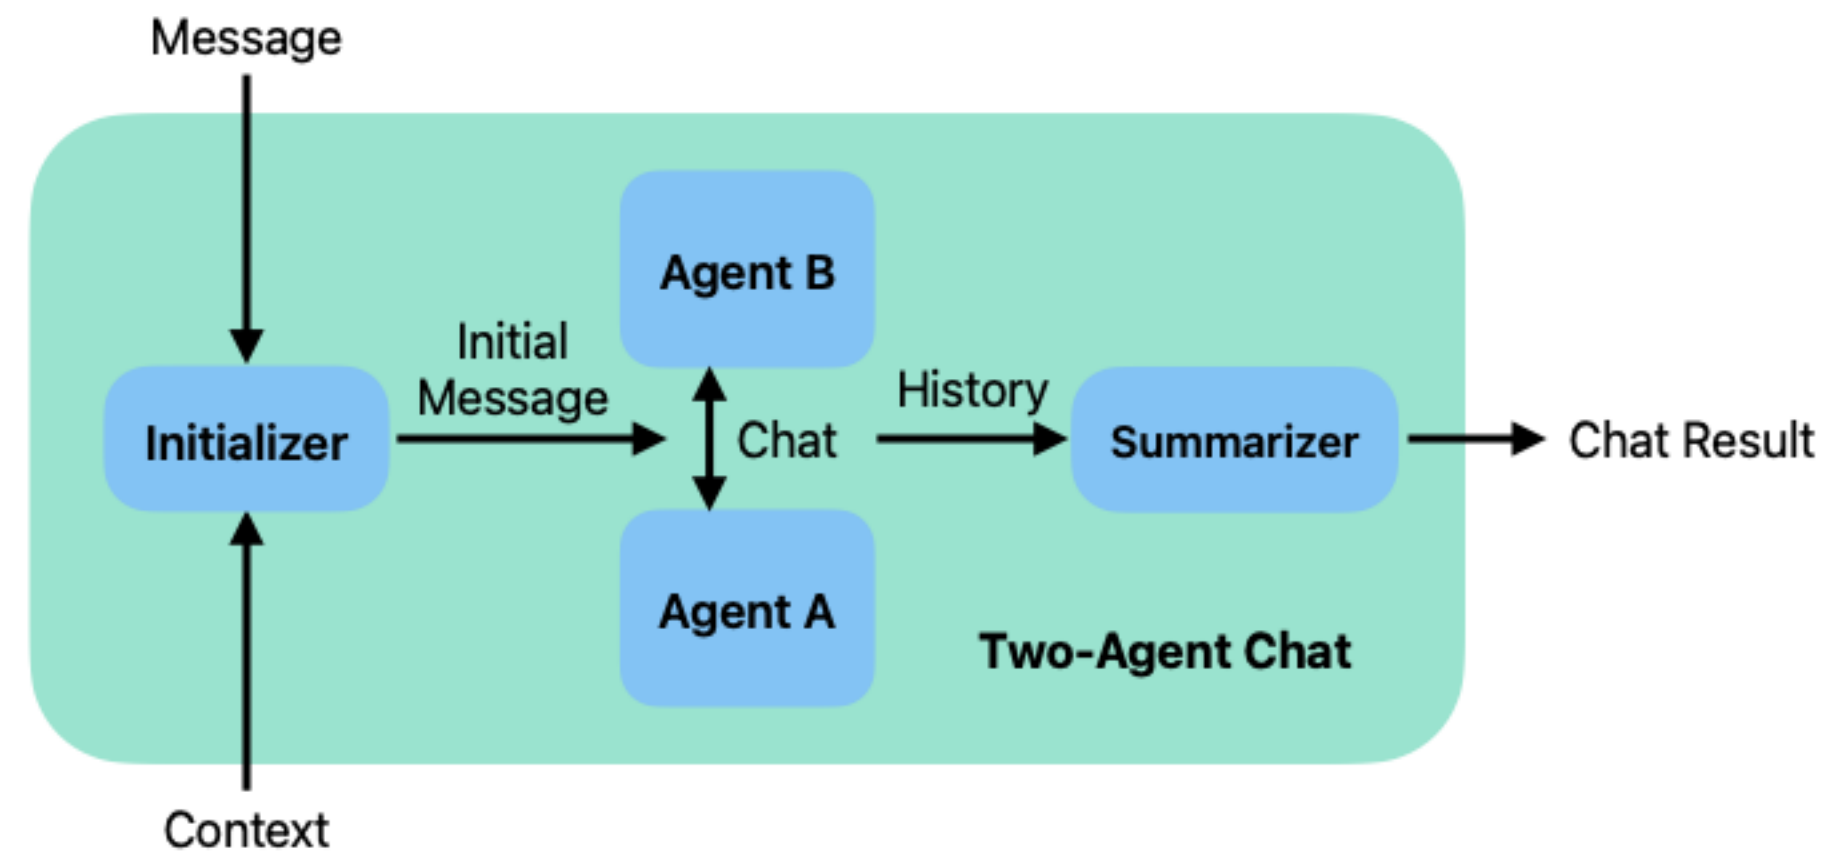 Message
Agent B
Initial
Message
History
Initializer
Chat
Summarizer
Chat Result
Agent A
Two-Agent Chat
Context